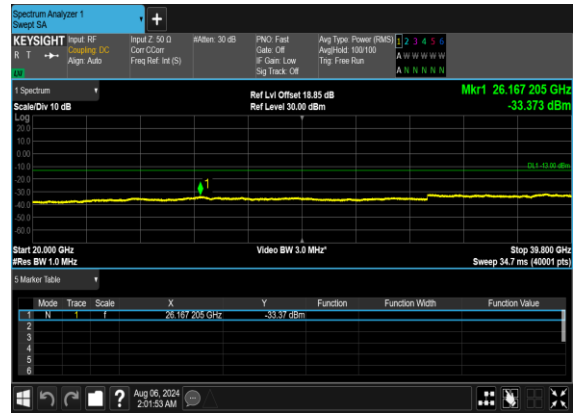 Spectrum Analyzer 1
Swept SA
+
KEYSIGHT Input: RF Input Z: 50 Ω #Atten: 30 dB PNO: Fast Avg Type: Power (RMS) 1 2 3 4 5 6
R T Coupling: DC Corr CCorr Gate: Off Avg|Hold: 100/100 A W W W W W
Align: Auto Freq Ref: Int (S) IF Gain: Low Trig: Free Run
Sig Track: Off A N N N N N
1 Spectrum Ref Lvl Offset 18.85 dB Mkr1 26.167 205 GHz
Scale/Div 10 dB Ref Level 30.00 dBm -33.373 dBm
Log
20.0
10.0
0.00
-10.0 DL1 -13.00 dBm
-20.0
-30.0 1
-40.0
-50.0
-60.0
Start 20.000 GHz Video BW 3.0 MHz* Stop 39.800 GHz
#Res BW 1.0 MHz Sweep 34.7 ms (40001 pts)
5 Marker Table
Mode Trace Scale X Y Function Function Width Function Value
1 N 1 f 26.167 205 GHz -33.37 dBm
2
3
4
5
6
? Aug 06, 2024
2:01:53 AM